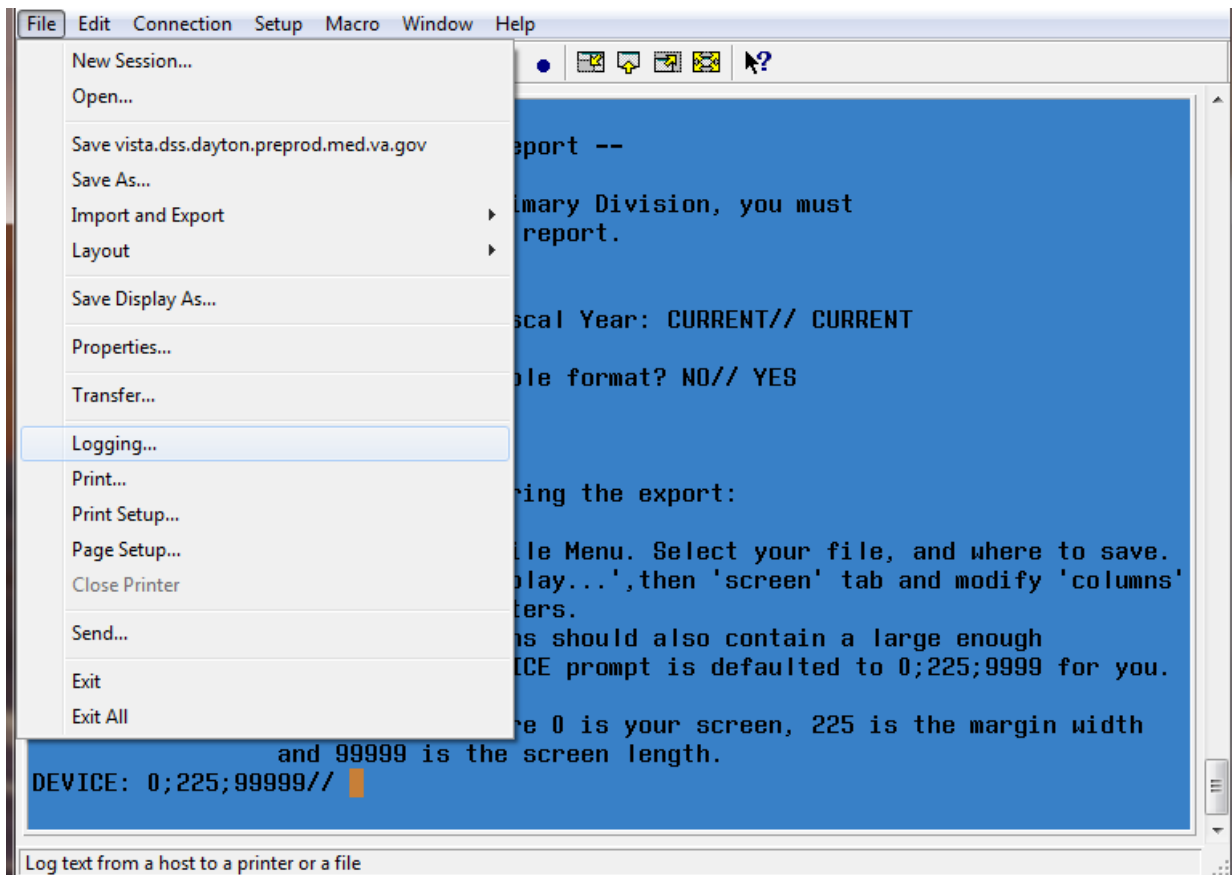 File Edit Connection Setup Macro Window Help
New Session...
Open...
Save vista.dss.dayton.preprod.med.va.gov
Save As...
Import and Export
Layout
Save Display As...
Properties...
Transfer...
Logging...
Print...
Print Setup...
Page Setup...
Close Printer
Send...
Exit
Exit All
eport --
imary Division, you must
report.
scal Year: CURRENT// CURRENT
ble format? NO// YES
ring the export:
ile Menu. Select your file, and where to save.
play...',then 'screen' tab and modify 'columns'
ters.
ns should also contain a large enough
ICE prompt is defaulted to 0;225;9999 for you.
re 0 is your screen, 225 is the margin width
and 99999 is the screen length.
DEVICE: 0;225;99999//
Log text from a host to a printer or a file